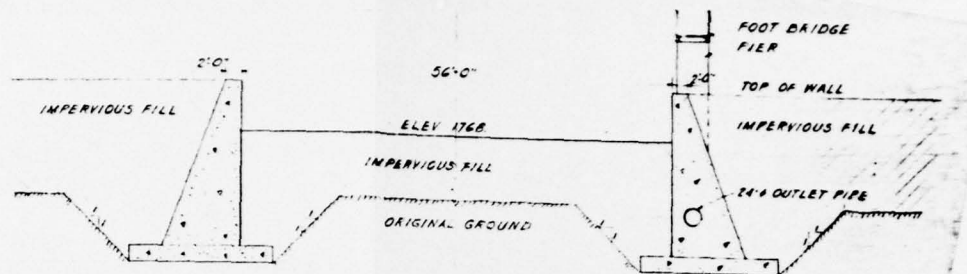 FOOT BRIDGE
FIER
2'-0"
56'-0"
2'-0"
TOP OF WALL
IMPERVIOUS FILL
ELEV 1768
IMPERVIOUS FILL
IMPERVIOUS FILL
24"ϕ OUTLET PIPE
ORIGINAL GROUND